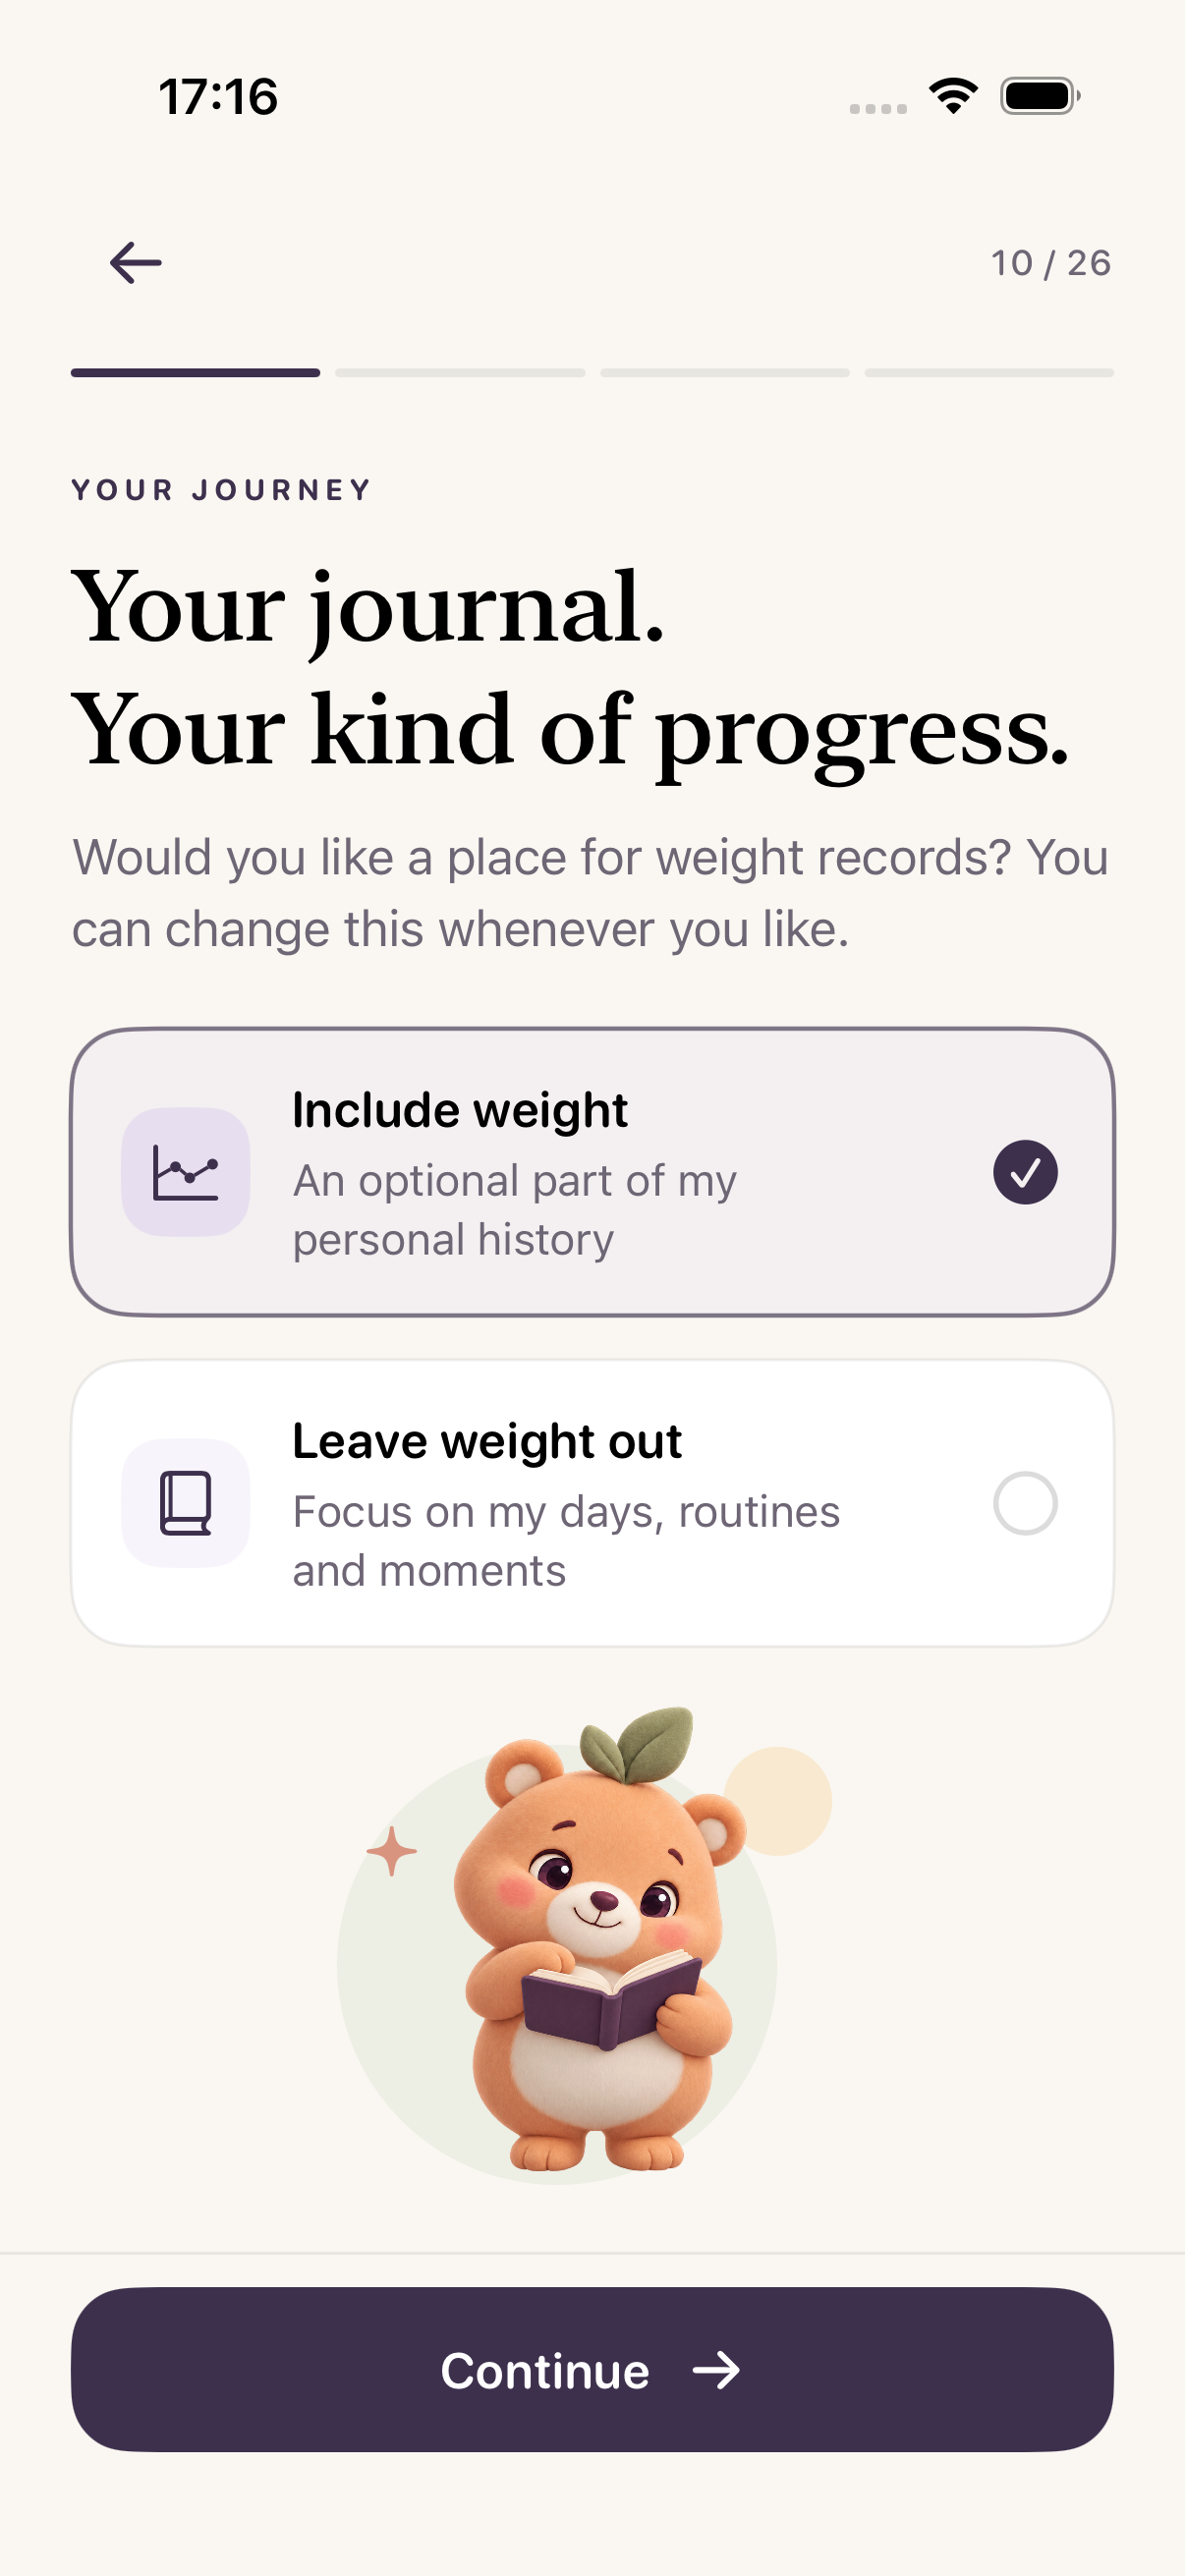 17:16
10 / 26
YOUR JOURNEY
Your journal.
Your kind of progress.
Would you like a place for weight records? You
can change this whenever you like.
Include weight
An optional part of my
personal history
Leave weight out
Focus on my days, routines
and moments
Continue